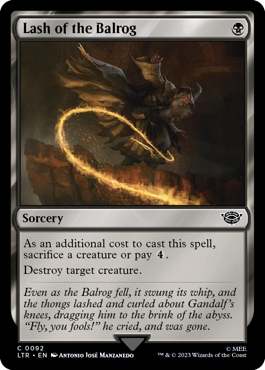 Lash of the Balrog
Sorcery
As an additional cost to cast this spell,
sacrifice a creature or pay 4.
Destroy target creature.
Even as the Balrog fell, it swung its whip, and
the thongs lashed and curled about Gandalf's
knees, dragging him to the brink of the abyss.
"Fly, you fools!" he cried, and was gone.
C 0092
© MEE
LTR • EN Antonio José Manzanedo
™ & © 2023 Wizards of the Coast